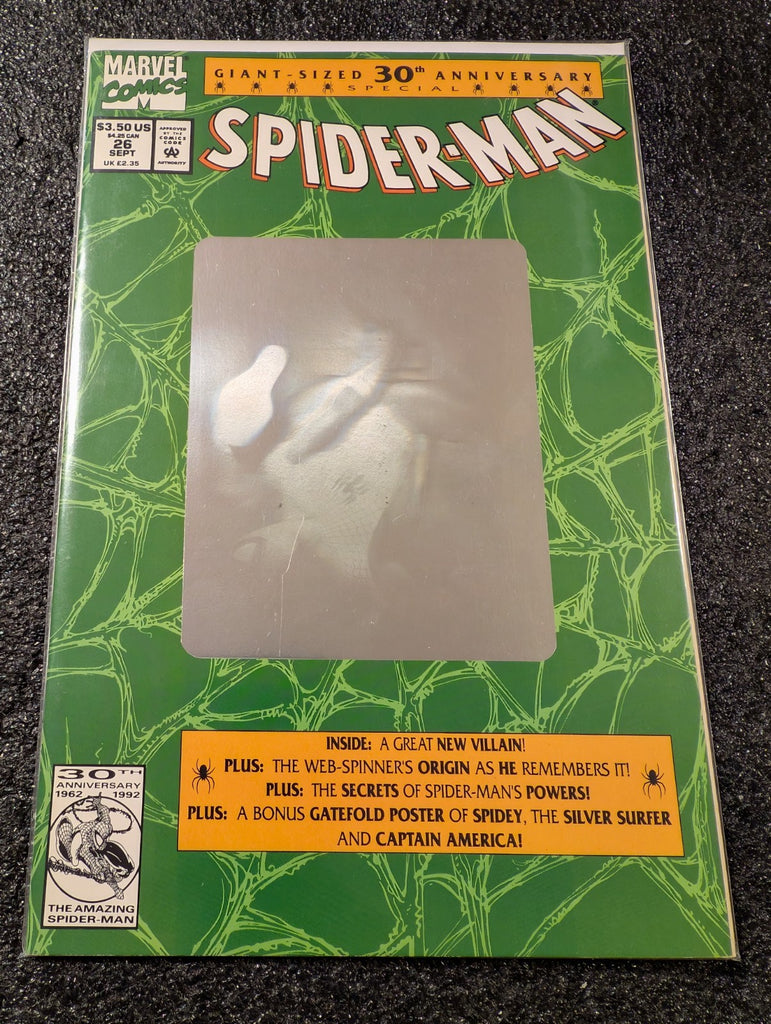 MARVEL
COMICS
M
GIANT-SIZED 30th ANNIVERSARY
SPECIAL
$3.50 US
$4.25 CAN
26
SEPT
UK £2.35
APPROVED
BY THE
COMICS
CODE
CA
AUTHORITY
SPIDER-MAN®
INSIDE: A GREAT NEW VILLAIN!
PLUS: THE WEB-SPINNER'S ORIGIN AS HE REMEMBERS IT!
PLUS: THE SECRETS OF SPIDER-MAN'S POWERS!
PLUS: A BONUS GATEFOLD POSTER OF SPIDEY, THE SILVER SURFER
AND CAPTAIN AMERICA!
30TH
ANNIVERSARY
1962 1992
THE AMAZING
SPIDER-MAN